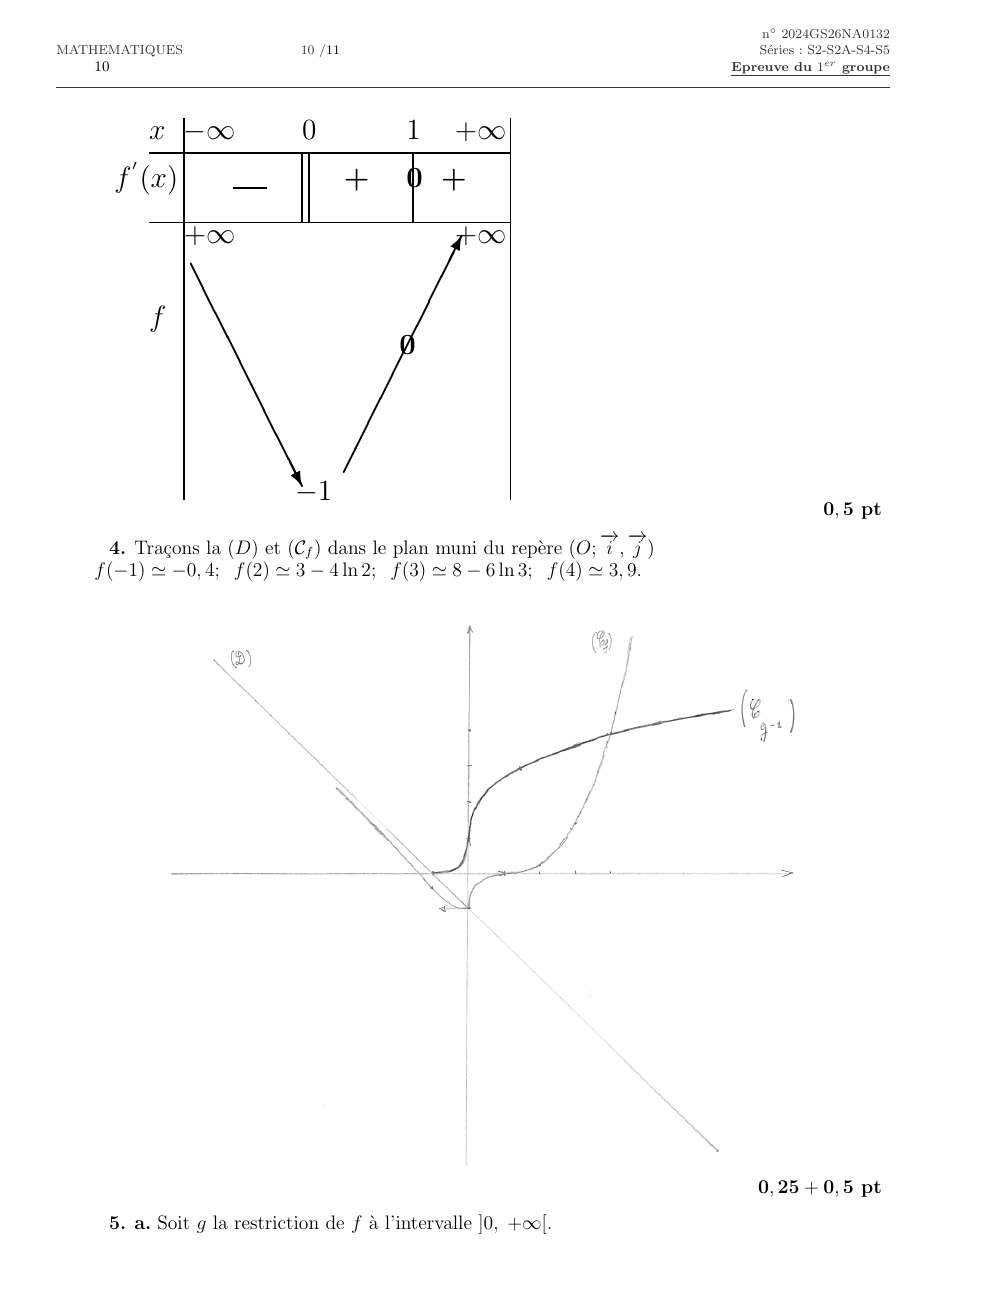 n° 2024GS26NA0132
MATHEMATIQUES 10 /11 Séries : S2-S2A-S4-S5
10 Epreuve du 1er groupe
x −∞ 0 1 +∞
f′(x) − + 0 +
+∞ +∞
f
0
−1
0, 5 pt
4. Traçons la (D) et (𝒞f) dans le plan muni du repère (O; i⃗, j⃗)
f(−1) ≃ −0, 4; f(2) ≃ 3 − 4 ln 2; f(3) ≃ 8 − 6 ln 3; f(4) ≃ 3, 9.
(D) (𝒞g)
(𝒞g-1)
0, 25 + 0, 5 pt
5. a. Soit g la restriction de f à l'intervalle ]0, +∞[.